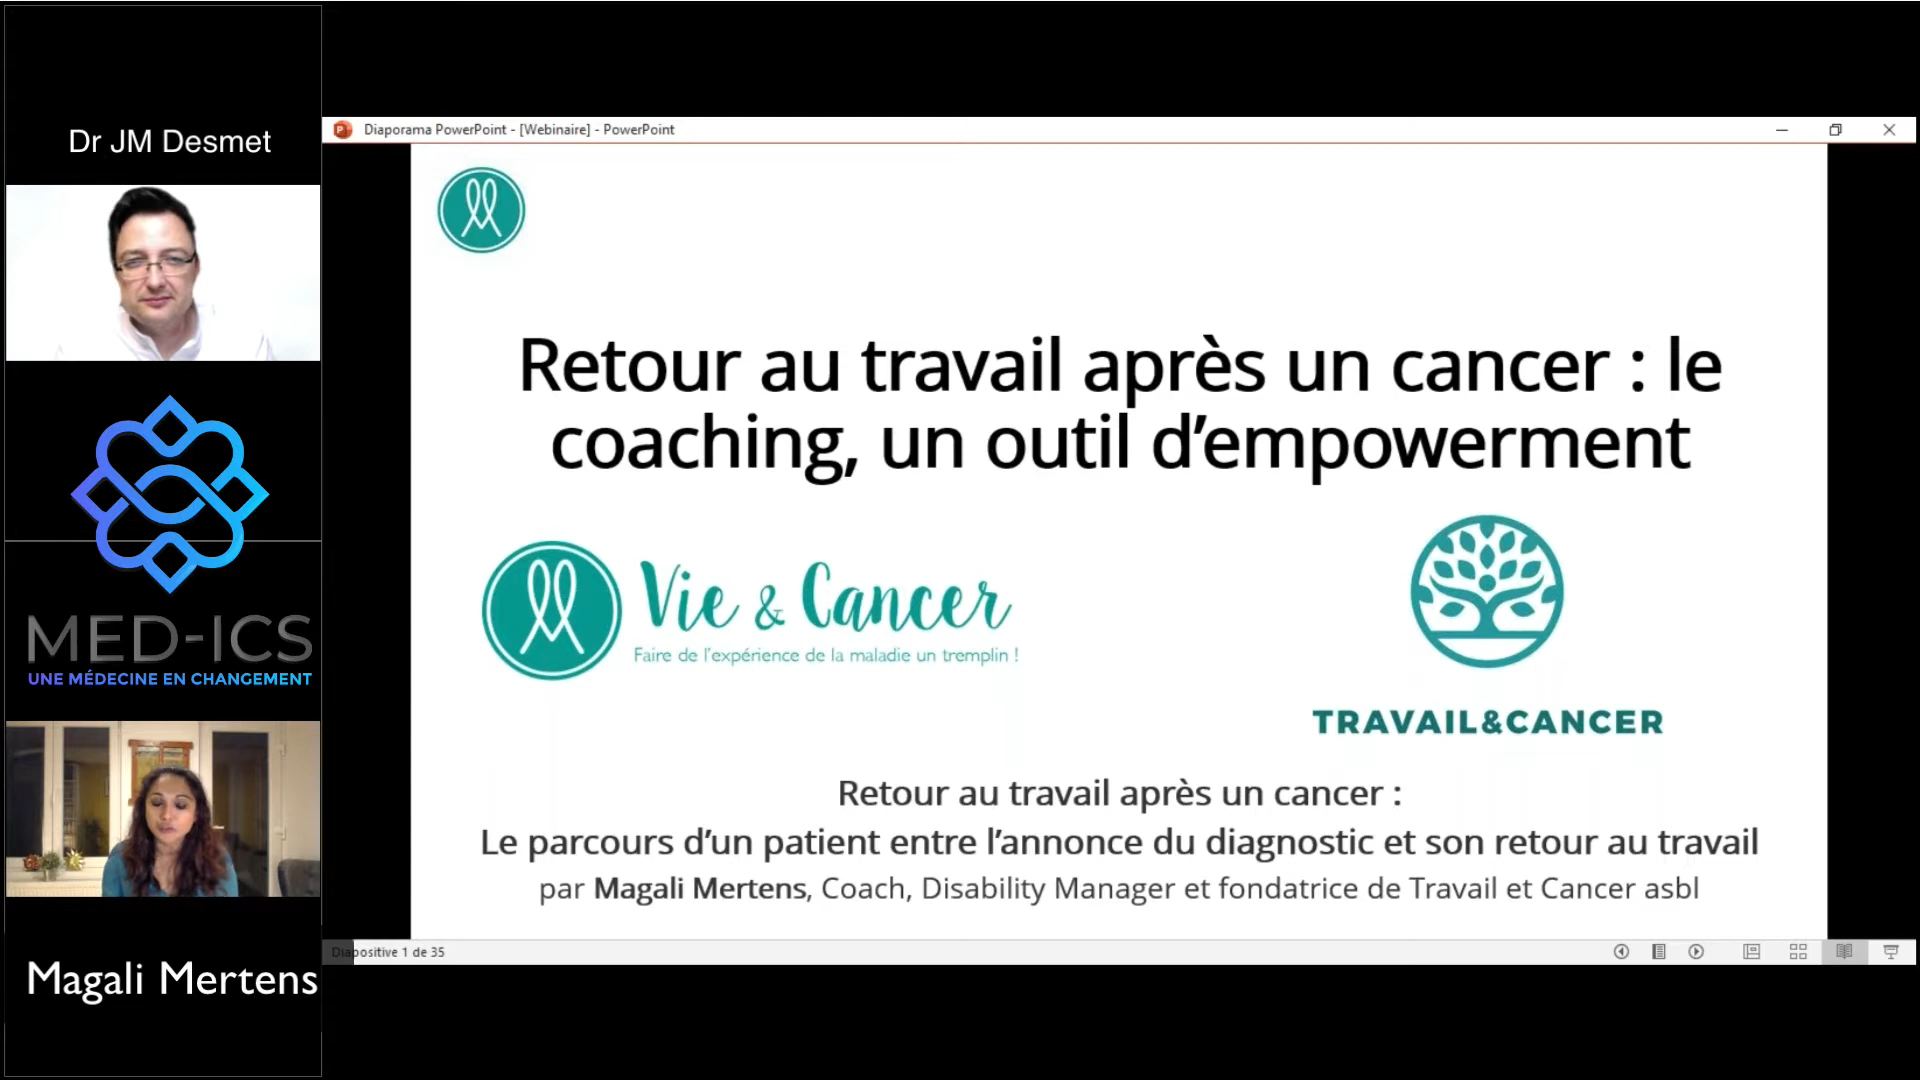 Dr JM Desmet
MED-ICS
UNE MÉDECINE EN CHANGEMENT
Magali Mertens
Diaporama PowerPoint - [Webinaire] - PowerPoint
Retour au travail après un cancer : le
coaching, un outil d’empowerment
Vie & Cancer
Faire de l'expérience de la maladie un tremplin !
TRAVAIL&CANCER
Retour au travail après un cancer :
Le parcours d’un patient entre l’annonce du diagnostic et son retour au travail
par Magali Mertens, Coach, Disability Manager et fondatrice de Travail et Cancer asbl
Diapositive 1 de 35